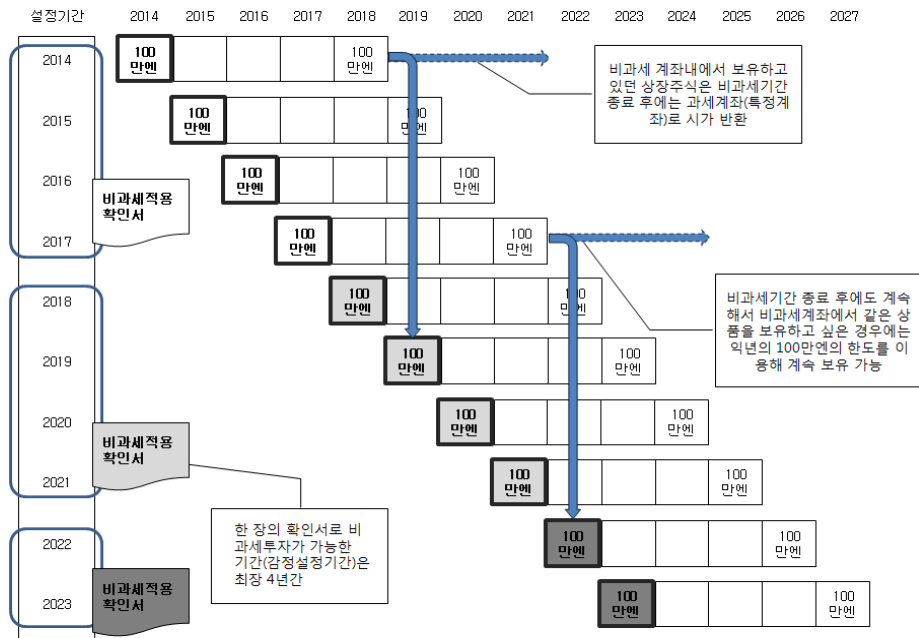 설정기간 2014 2015 2016 2017 2018 2019 2020 2021 2022 2023 2024 2025 2026 2027
2014
100
만엔
100
만엔
비과세 계좌내에서 보유하고
있던 상장주식은 비과세기간
종료 후에는 과세계좌(특정계
좌)로 시가 반환
2015
100
만엔
100
만엔
2016
100
만엔
100
만엔
비과세적용
확인서
2017
100
만엔
100
만엔
2018
100
만엔
100
만엔
비과세기간 종료 후에도 계속
해서 비과세계좌에서 같은 상
품을 보유하고 싶은 경우에는
익년의 100만엔의 한도를 이
용해 계속 보유 가능
2019
100
만엔
100
만엔
2020
100
만엔
100
만엔
비과세적용
확인서
2021
100
만엔
100
만엔
한 장의 확인서로 비
과세투자가 가능한
기간(감정설정기간)은
최장 4년간
2022
100
만엔
100
만엔
비과세적용
확인서
2023
100
만엔
100
만엔